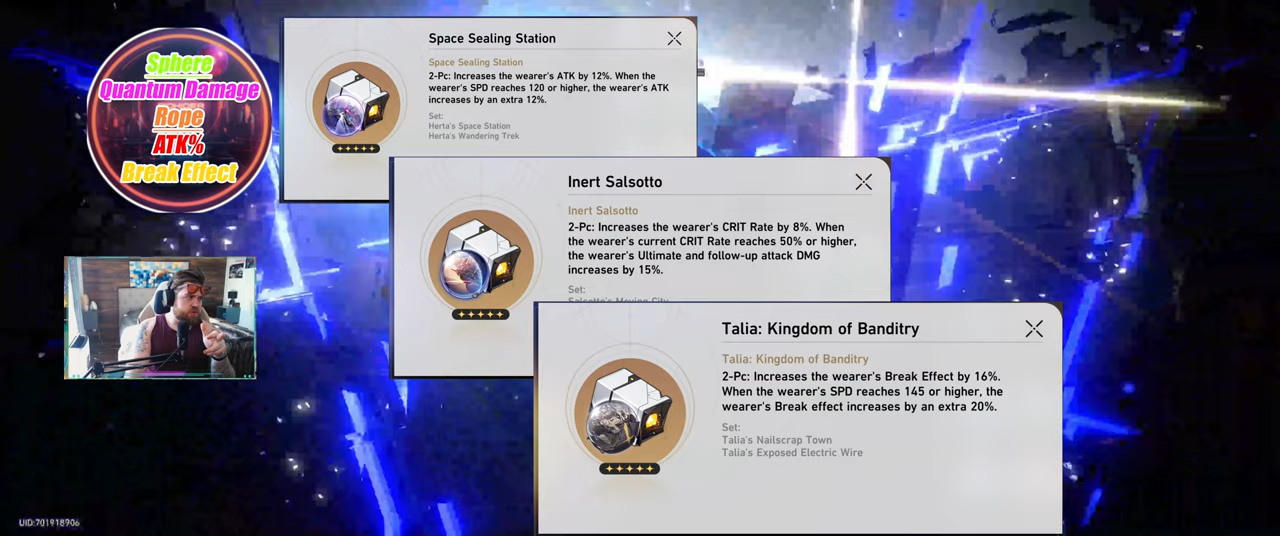 Sphere
Quantum Damage
Rope
ATK%
Break Effect
Space Sealing Station
Space Sealing Station
2-Pc: Increases the wearer's ATK by 12%. When the
wearer's SPD reaches 120 or higher, the wearer's ATK
increases by an extra 12%.
Set:
Herta's Space Station
Herta's Wandering Trek
Inert Salsotto
Inert Salsotto
2-Pc: Increases the wearer's CRIT Rate by 8%. When
the wearer's current CRIT Rate reaches 50% or higher,
the wearer's Ultimate and follow-up attack DMG
increases by 15%.
Set:
Salsotto's Moving City
Talia: Kingdom of Banditry
Talia: Kingdom of Banditry
2-Pc: Increases the wearer's Break Effect by 16%.
When the wearer's SPD reaches 145 or higher, the
wearer's Break effect increases by an extra 20%.
Set:
Talia's Nailscrap Town
Talia's Exposed Electric Wire
UID:701918906